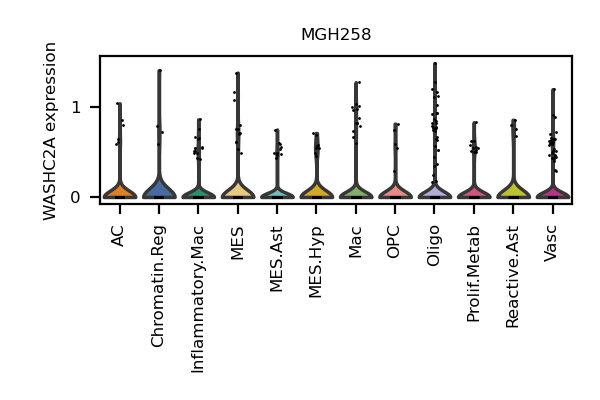 MGH258
WASHC2A expression
1
0
AC
Chromatin.Reg
Inflammatory.Mac
MES
MES.Ast
MES.Hyp
Mac
OPC
Oligo
Prolif.Metab
Reactive.Ast
Vasc